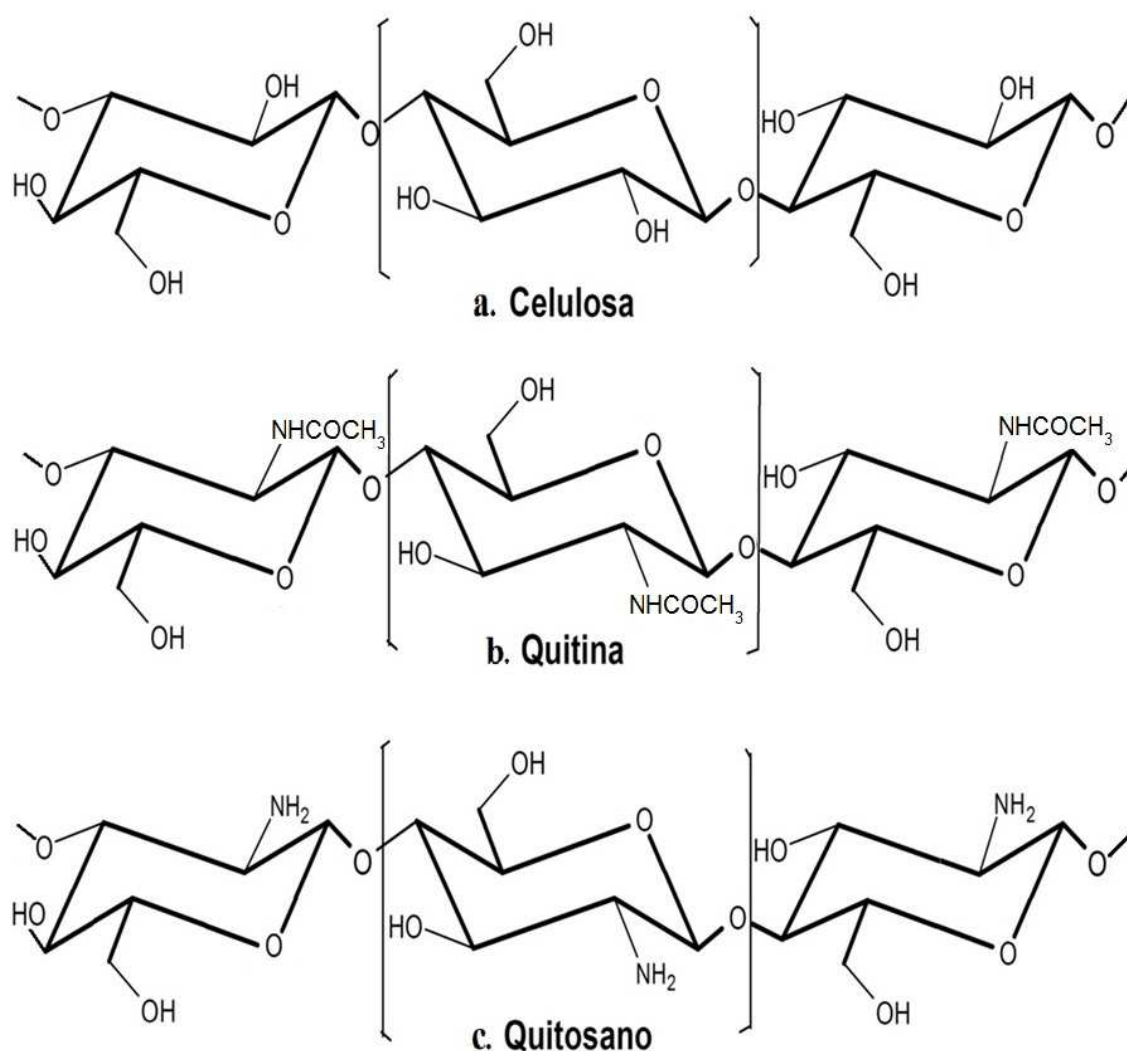 OH
OH O OH
O O HO O
HO HO O
O OH O
OH OH
a. Celulosa
OH
NHCOCH₃ O NHCOCH₃
O O HO O
HO HO O
O NHCOCH₃ O
OH OH
b. Quitina
OH
NH₂ O NH₂
O O HO O
HO HO O
O NH₂ O
OH OH
c. Quitosano